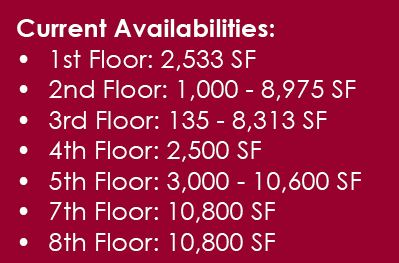 Current Availabilities:
• 1st Floor: 2,533 SF
• 2nd Floor: 1,000 - 8,975 SF
• 3rd Floor: 135 - 8,313 SF
• 4th Floor: 2,500 SF
• 5th Floor: 3,000 - 10,600 SF
• 7th Floor: 10,800 SF
• 8th Floor: 10,800 SF